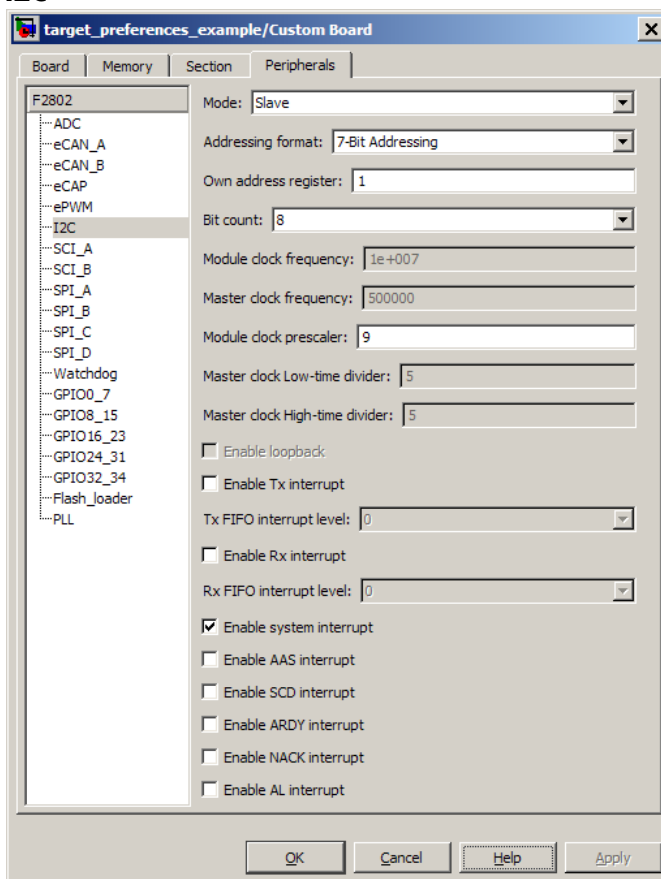 target_preferences_example/Custom Board
Board Memory Section Peripherals
F2802
ADC
eCAN_A
eCAN_B
eCAP
ePWM
I2C
SCI_A
SCI_B
SPI_A
SPI_B
SPI_C
SPI_D
Watchdog
GPIO0_7
GPIO8_15
GPIO16_23
GPIO24_31
GPIO32_34
Flash_loader
PLL
Mode: Slave
Addressing format: 7-Bit Addressing
Own address register: 1
Bit count: 8
Module clock frequency: 1e+007
Master clock frequency: 500000
Module clock prescaler: 9
Master clock Low-time divider: 5
Master clock High-time divider: 5
Enable loopback
Enable Tx interrupt
Tx FIFO interrupt level: 0
Enable Rx interrupt
Rx FIFO interrupt level: 0
Enable system interrupt
Enable AAS interrupt
Enable SCD interrupt
Enable ARDY interrupt
Enable NACK interrupt
Enable AL interrupt
OK Cancel Help Apply